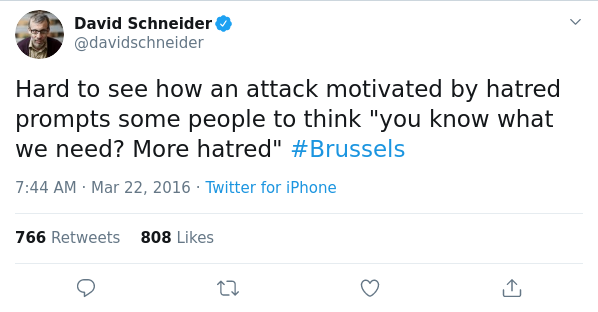 David Schneider
@davidschneider
Hard to see how an attack motivated by hatred
prompts some people to think "you know what
we need? More hatred" #Brussels
7:44 AM · Mar 22, 2016 · Twitter for iPhone
766 Retweets 808 Likes